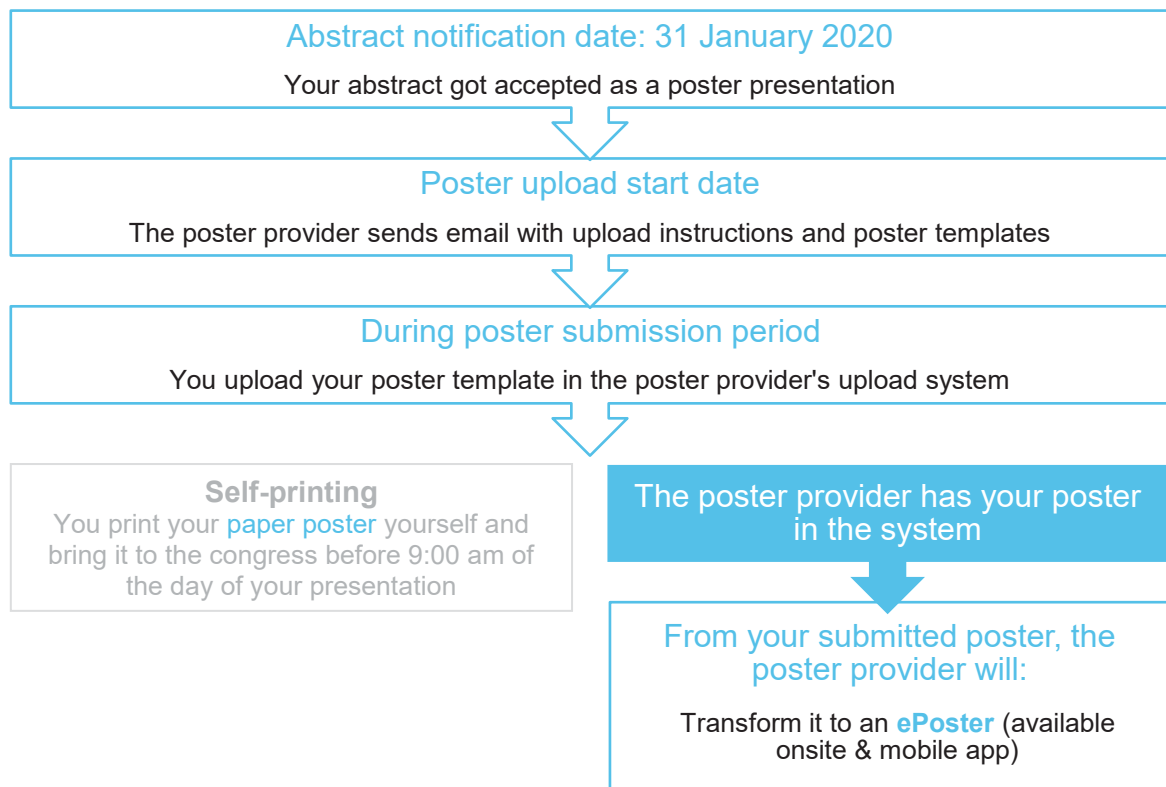 Abstract notification date: 31 January 2020
Your abstract got accepted as a poster presentation
Poster upload start date
The poster provider sends email with upload instructions and poster templates
During poster submission period
You upload your poster template in the poster provider's upload system
Self-printing
You print your paper poster yourself and
bring it to the congress before 9:00 am of
the day of your presentation
The poster provider has your poster
in the system
From your submitted poster, the
poster provider will:
Transform it to an ePoster (available
onsite & mobile app)